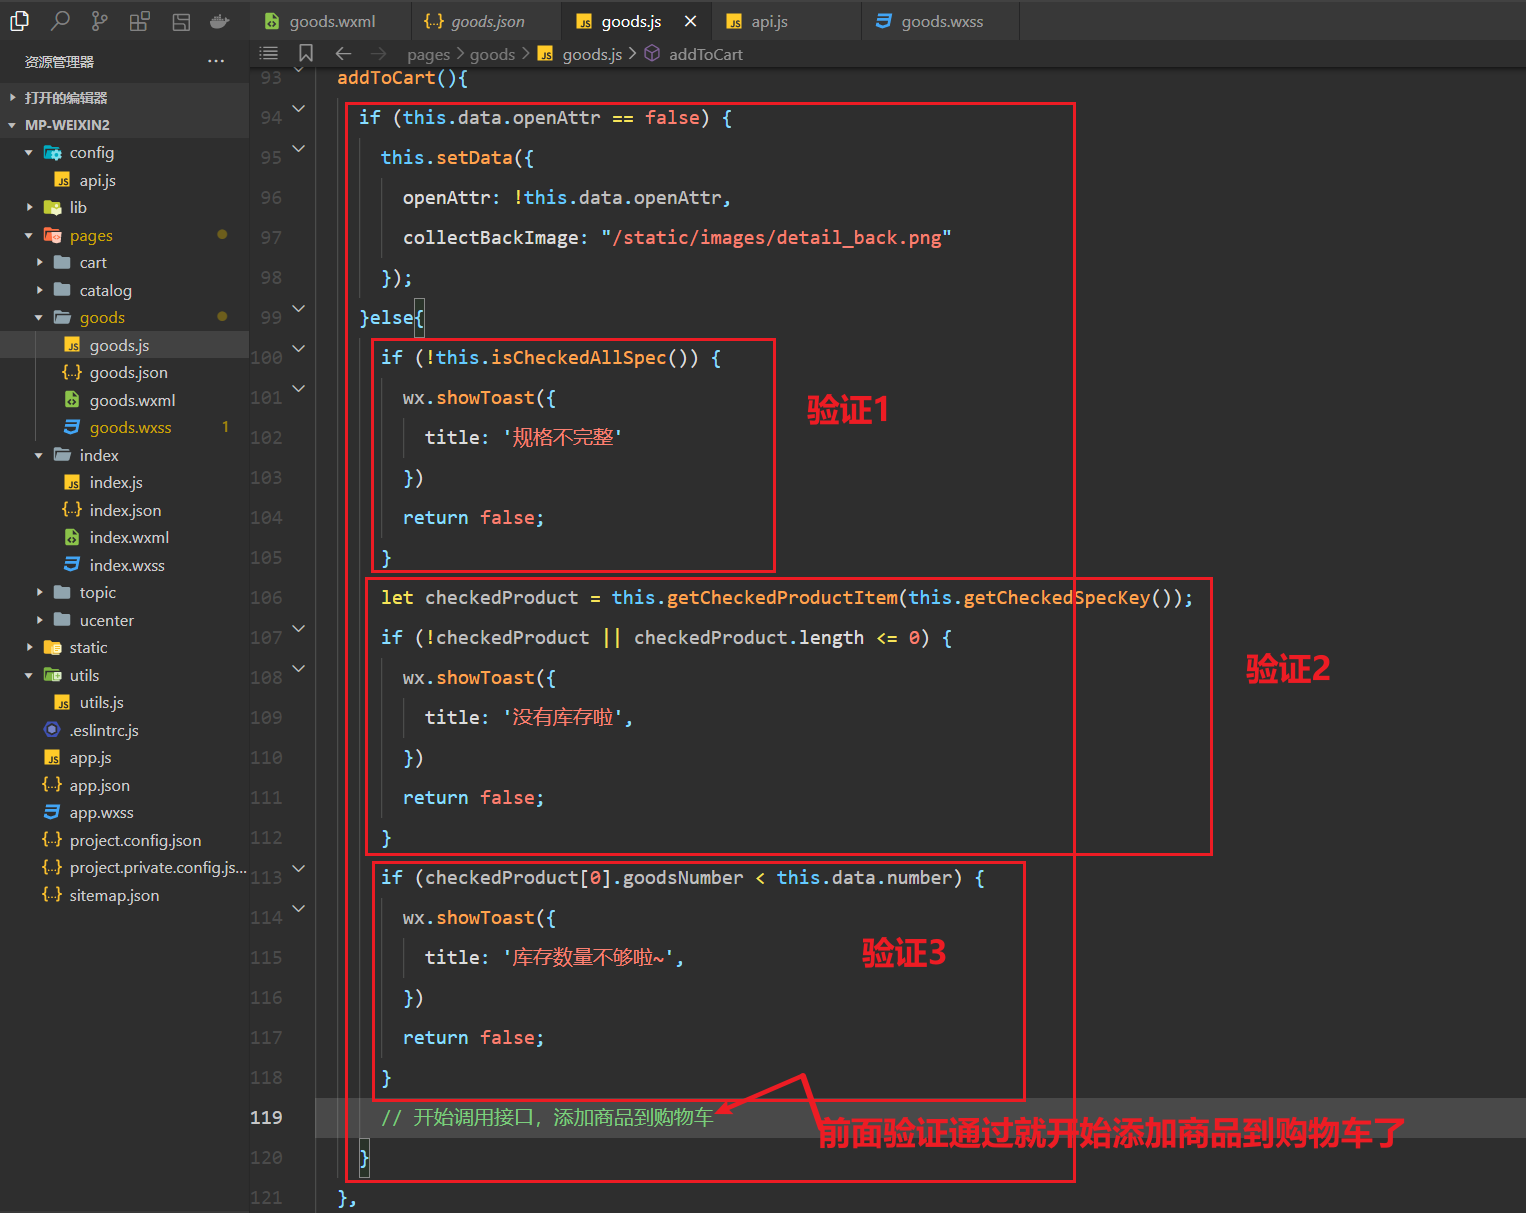 goods.wxml
goods.json
goods.js
api.js
goods.wxss
资源管理器
pages
goods
goods.js
addToCart
打开的编辑器
MP-WEIXIN2
config
api.js
lib
pages
cart
catalog
goods
goods.js
goods.json
goods.wxml
goods.wxss 1
index
index.js
index.json
index.wxml
index.wxss
topic
ucenter
static
utils
utils.js
.eslintrc.js
app.js
app.json
app.wxss
project.config.json
project.private.config.js...
sitemap.json
93 addToCart(){
94 if (this.data.openAttr == false) {
95 this.setData({
96 openAttr: !this.data.openAttr,
97 collectBackImage: "/static/images/detail_back.png"
98 });
99 }else{
100 if (!this.isCheckedAllSpec()) {
101 wx.showToast({
102 title: '规格不完整'
103 })
104 return false;
105 }
106 let checkedProduct = this.getCheckedProductItem(this.getCheckedSpecKey());
107 if (!checkedProduct || checkedProduct.length <= 0) {
108 wx.showToast({
109 title: '没有库存啦',
110 })
111 return false;
112 }
113 if (checkedProduct[0].goodsNumber < this.data.number) {
114 wx.showToast({
115 title: '库存数量不够啦~',
116 })
117 return false;
118 }
119 // 开始调用接口，添加商品到购物车
120 }
121 },
验证1
验证2
验证3
前面验证通过就开始添加商品到购物车了